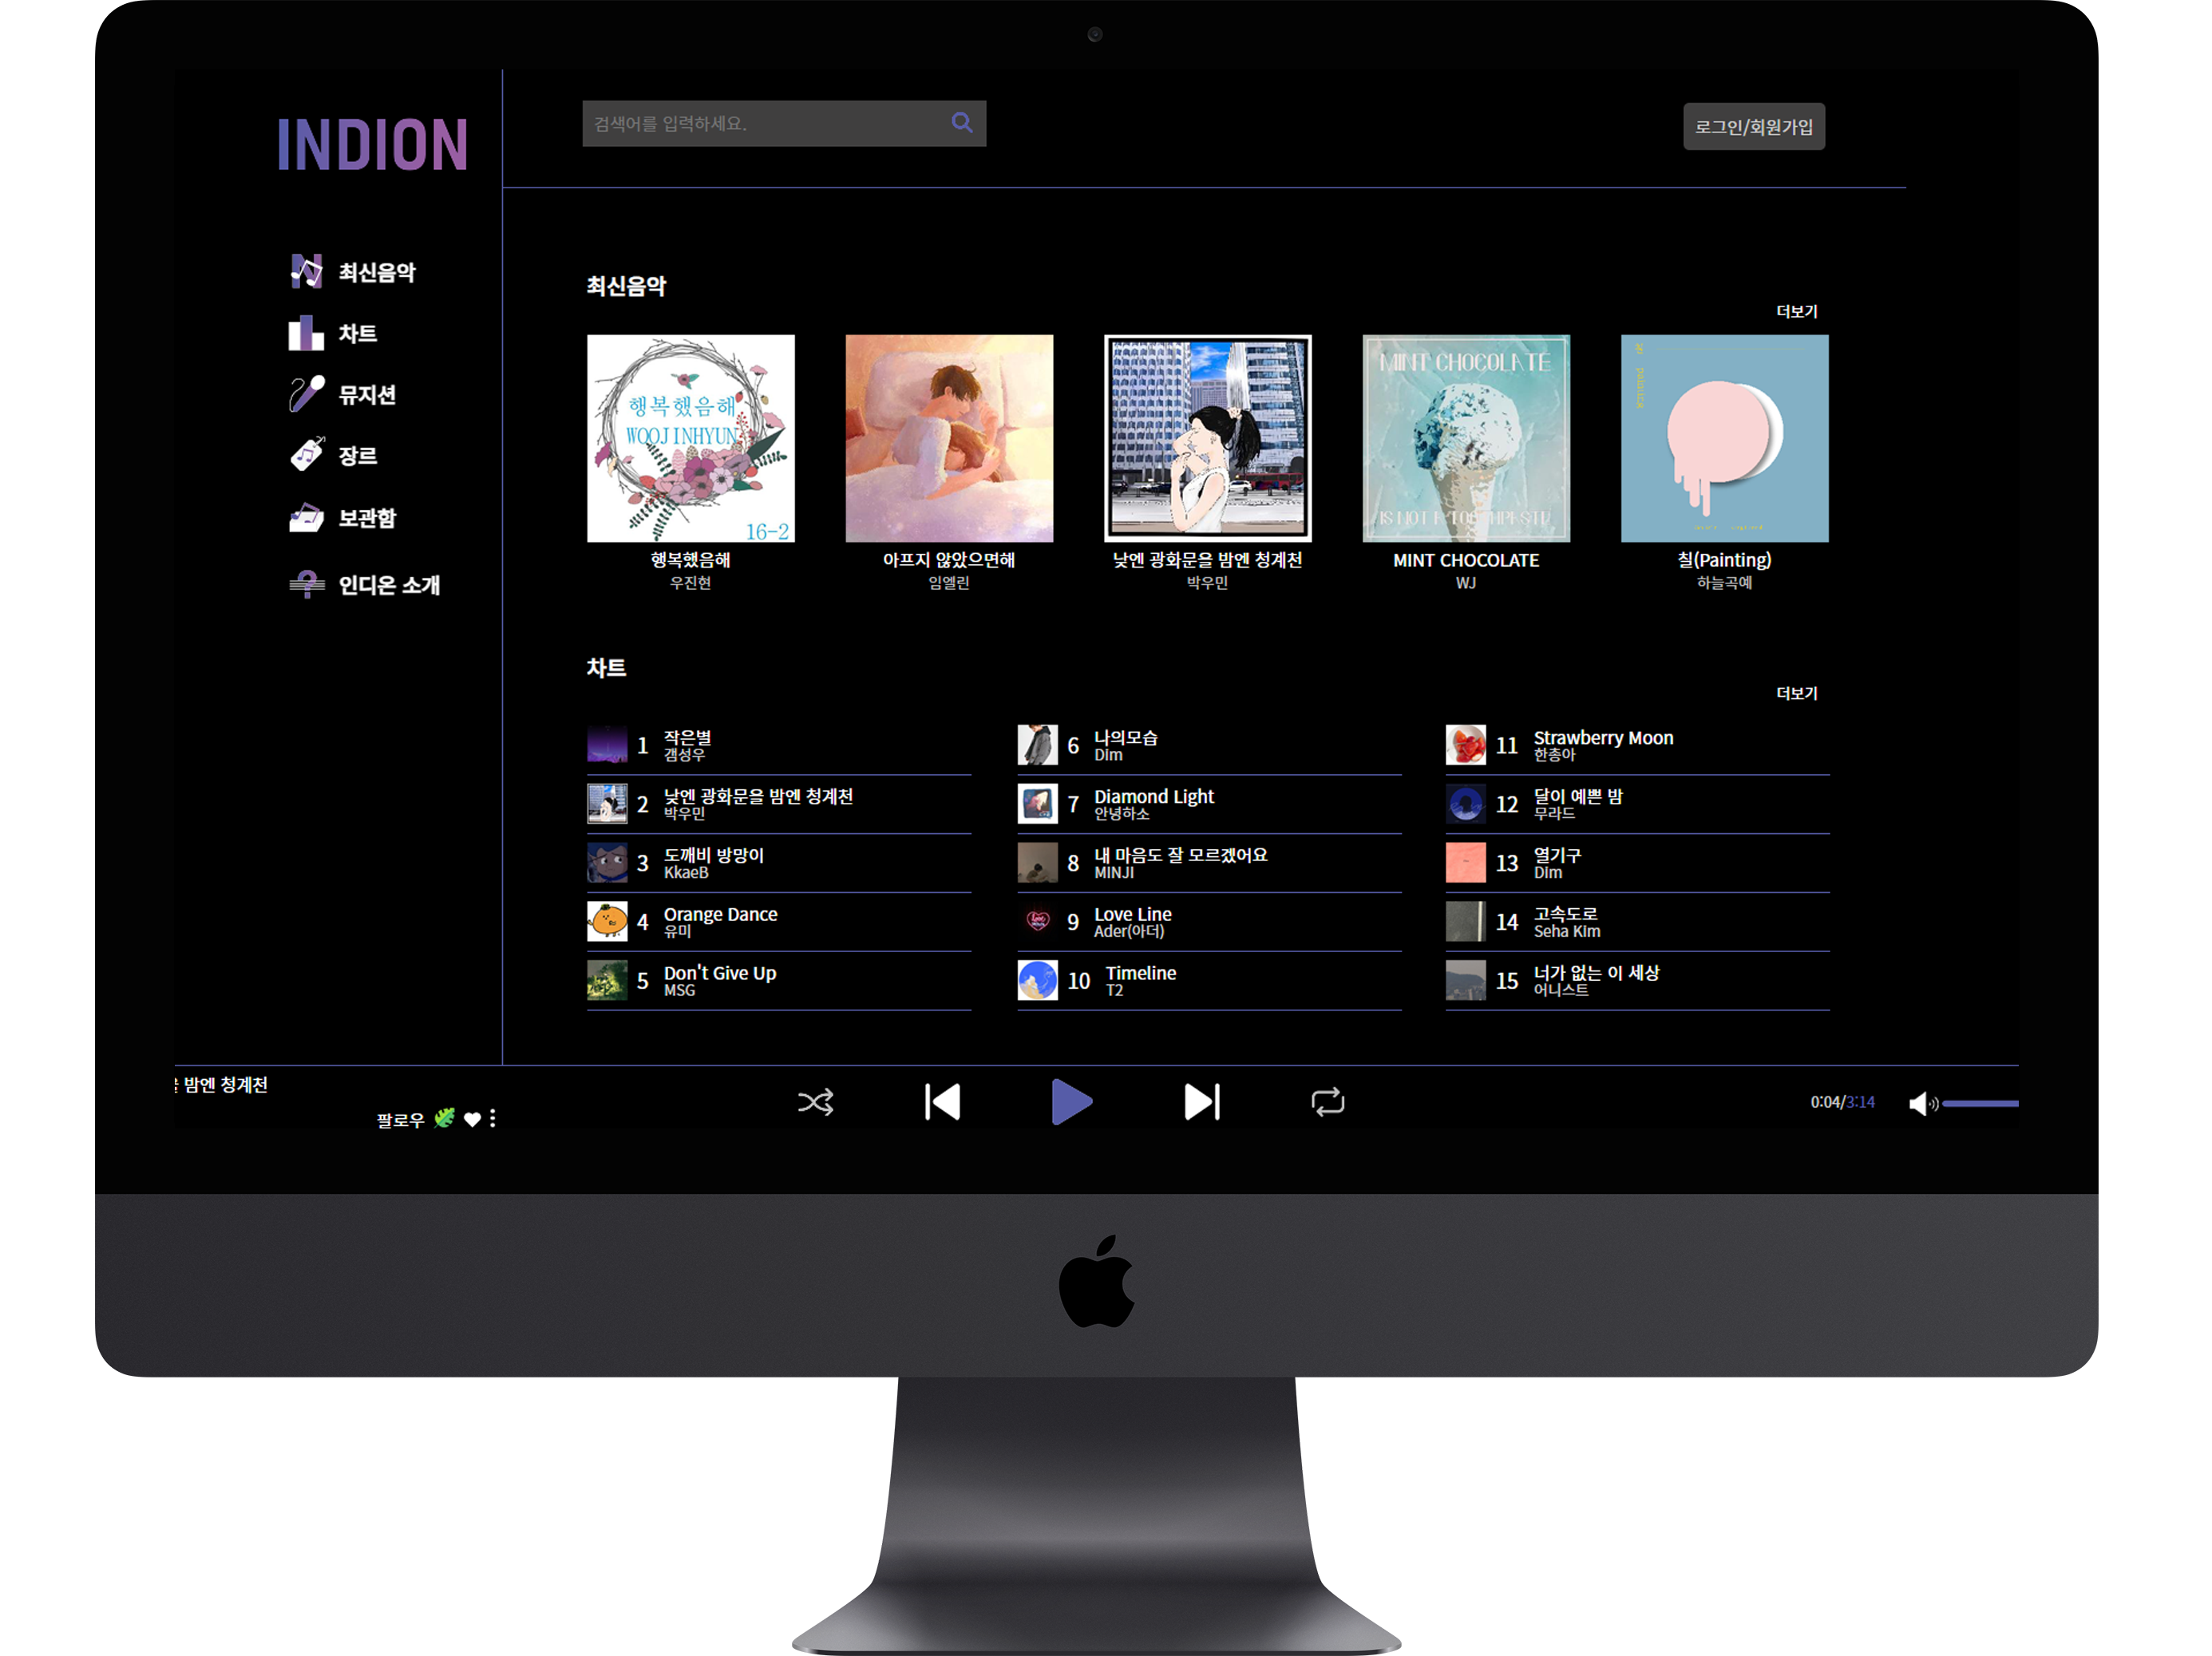 INDION
검색어를 입력하세요.
로그인/회원가입
최신음악
차트
뮤지션
장르
보관함
인디온 소개
최신음악
더보기
행복했음해
WOOJINHYUN
16-2
MINT CHOCOLATE
IS NOT A TOOTHPASTE
행복했음해
우진현
아프지 않았으면해
임엘린
낮엔 광화문을 밤엔 청계천
박우민
MINT CHOCOLATE
WJ
칠(Painting)
하늘곡예
차트
더보기
1 작은별
갬성우
2 낮엔 광화문을 밤엔 청계천
박우민
3 도깨비 방망이
KkaeB
4 Orange Dance
유미
5 Don't Give Up
MSG
6 나의모습
Dim
7 Diamond Light
안녕하소
8 내 마음도 잘 모르겠어요
MINJI
9 Love Line
Ader(아더)
10 Timeline
T2
11 Strawberry Moon
한총아
12 달이 예쁜 밤
무라드
13 열기구
Dim
14 고속도로
Seha Kim
15 너가 없는 이 세상
어니스트
밤엔 청계천
팔로우
0:04/3:14